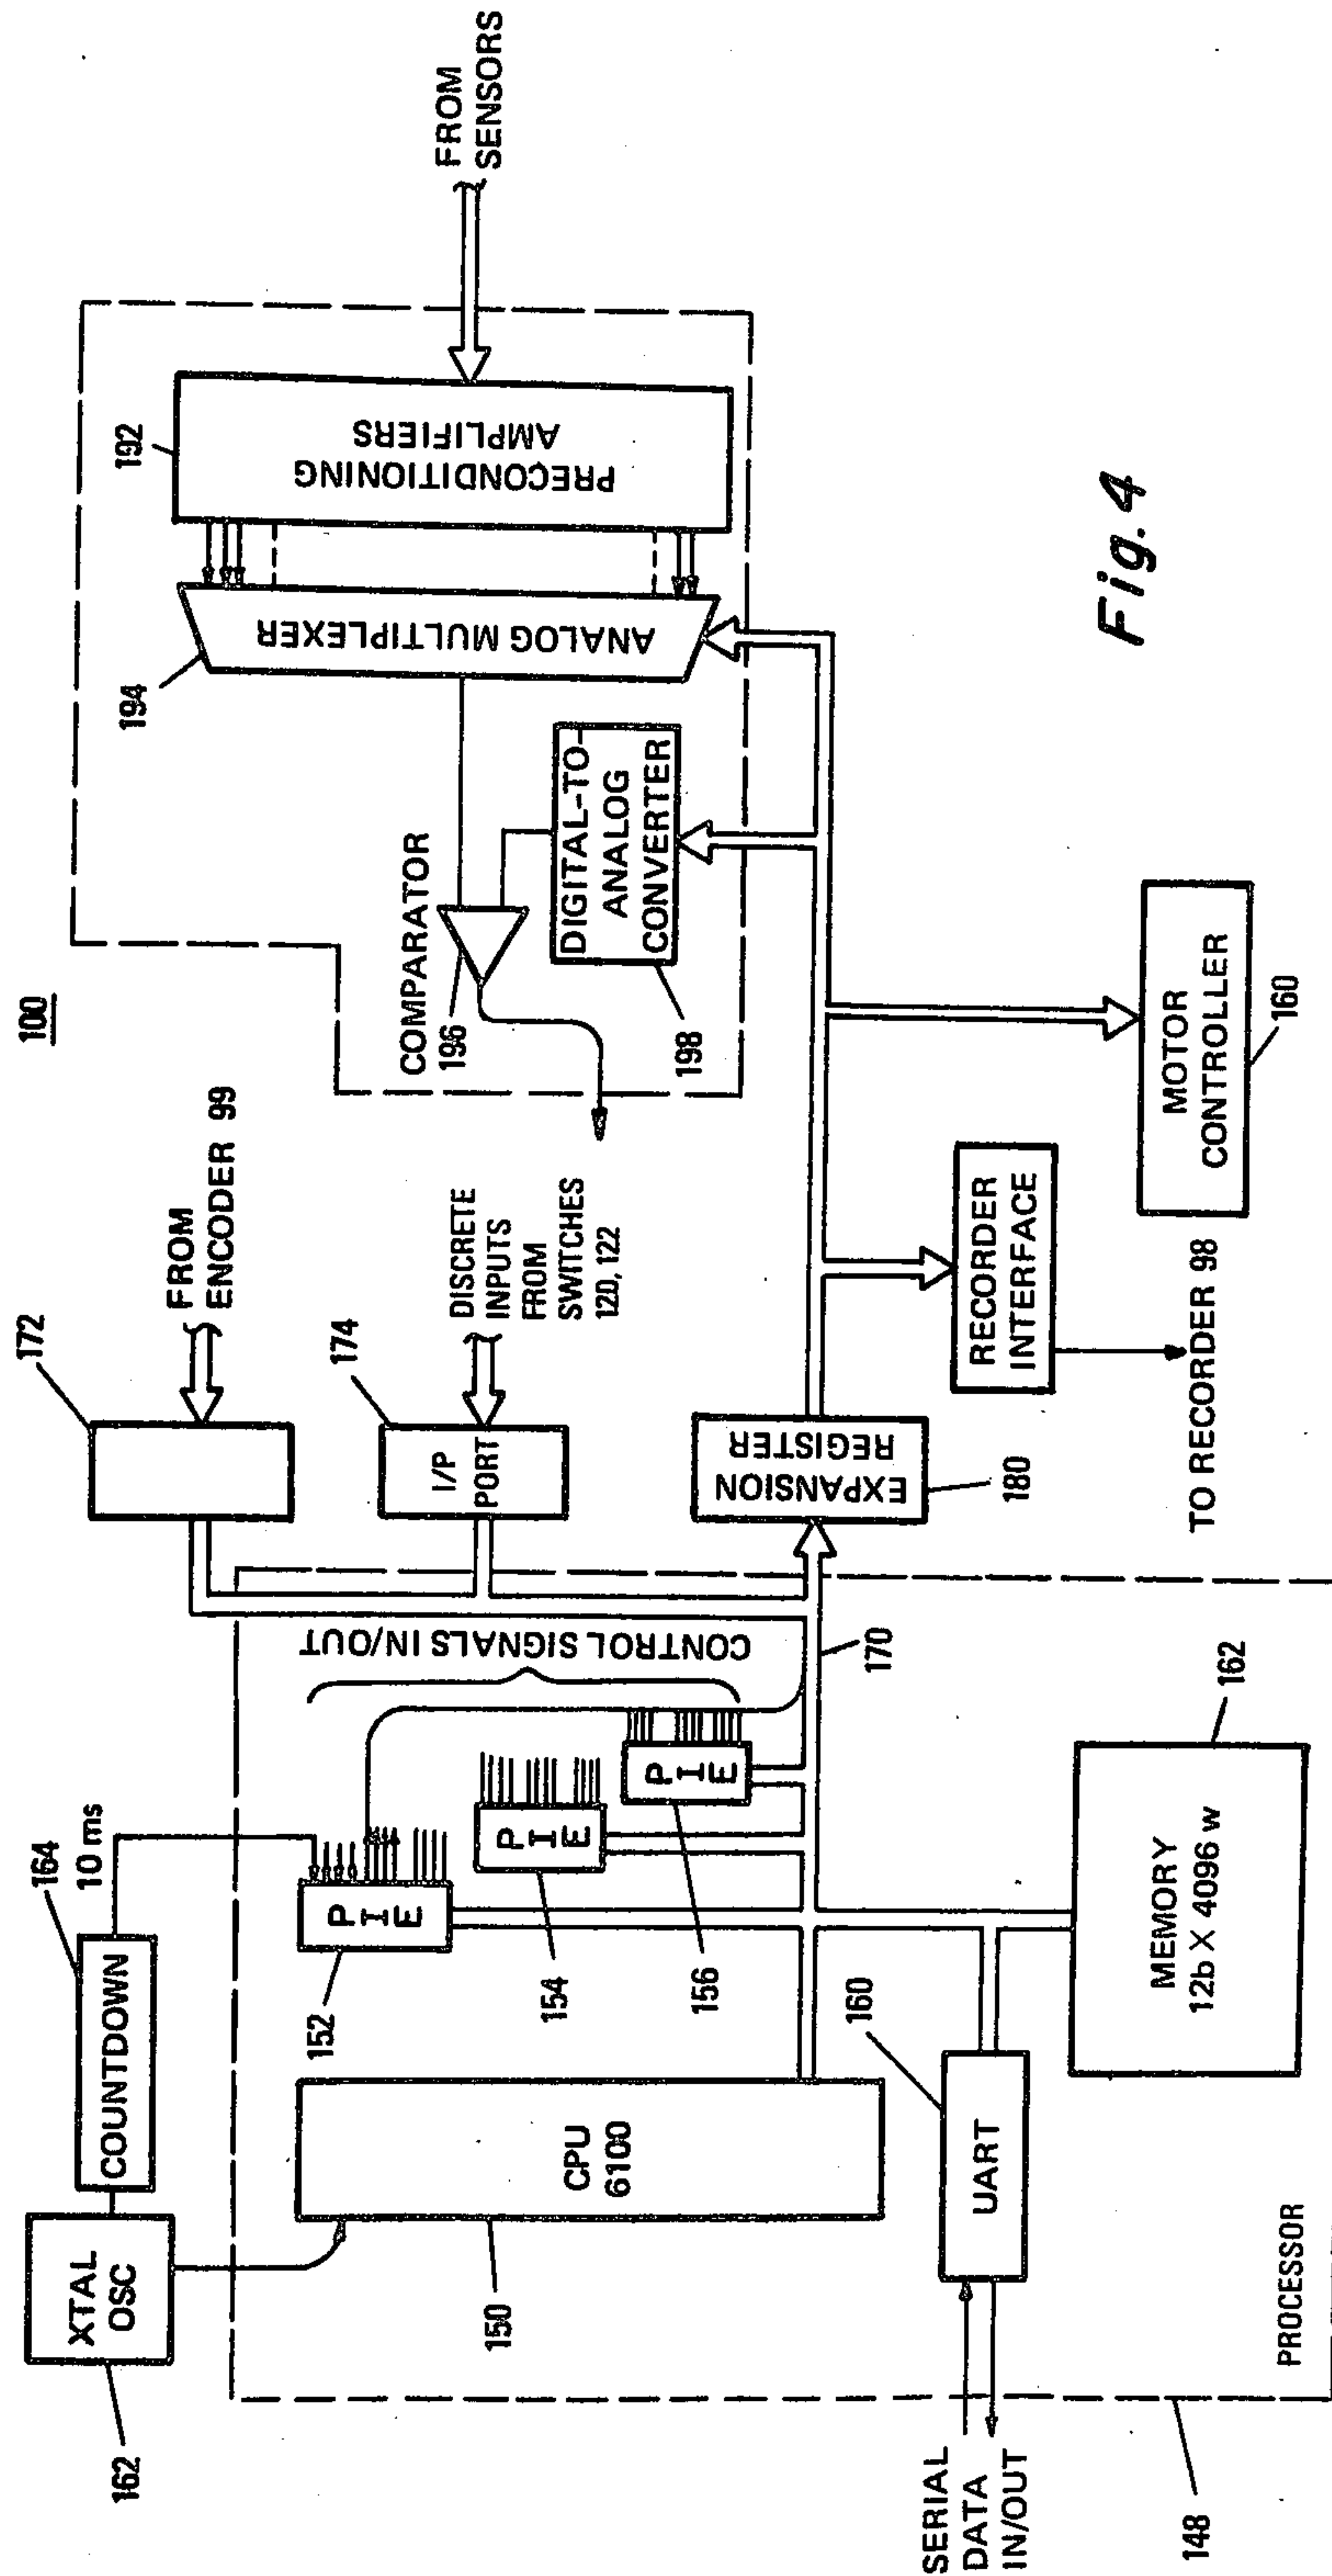 100
162
XTAL
OSC
164
COUNTDOWN
10 ms
172
FROM
ENCODER 99
174
I/P
PORT
DISCRETE
INPUTS
FROM
SWITCHES
120, 122
CONTROL SIGNALS IN/OUT
152
PIE
154
PIE
156
PIE
150
CPU
6100
160
UART
SERIAL
DATA
IN/OUT
148
PROCESSOR
MEMORY
12b X 4096 w
162
170
EXPANSION
REGISTER
180
RECORDER
INTERFACE
TO RECORDER 98
MOTOR
CONTROLLER
160
COMPARATOR
196
DIGITAL-TO-
ANALOG
CONVERTER
198
194
ANALOG MULTIPLEXER
192
PRECONDITIONING
AMPLIFIERS
FROM
SENSORS
Fig. 4